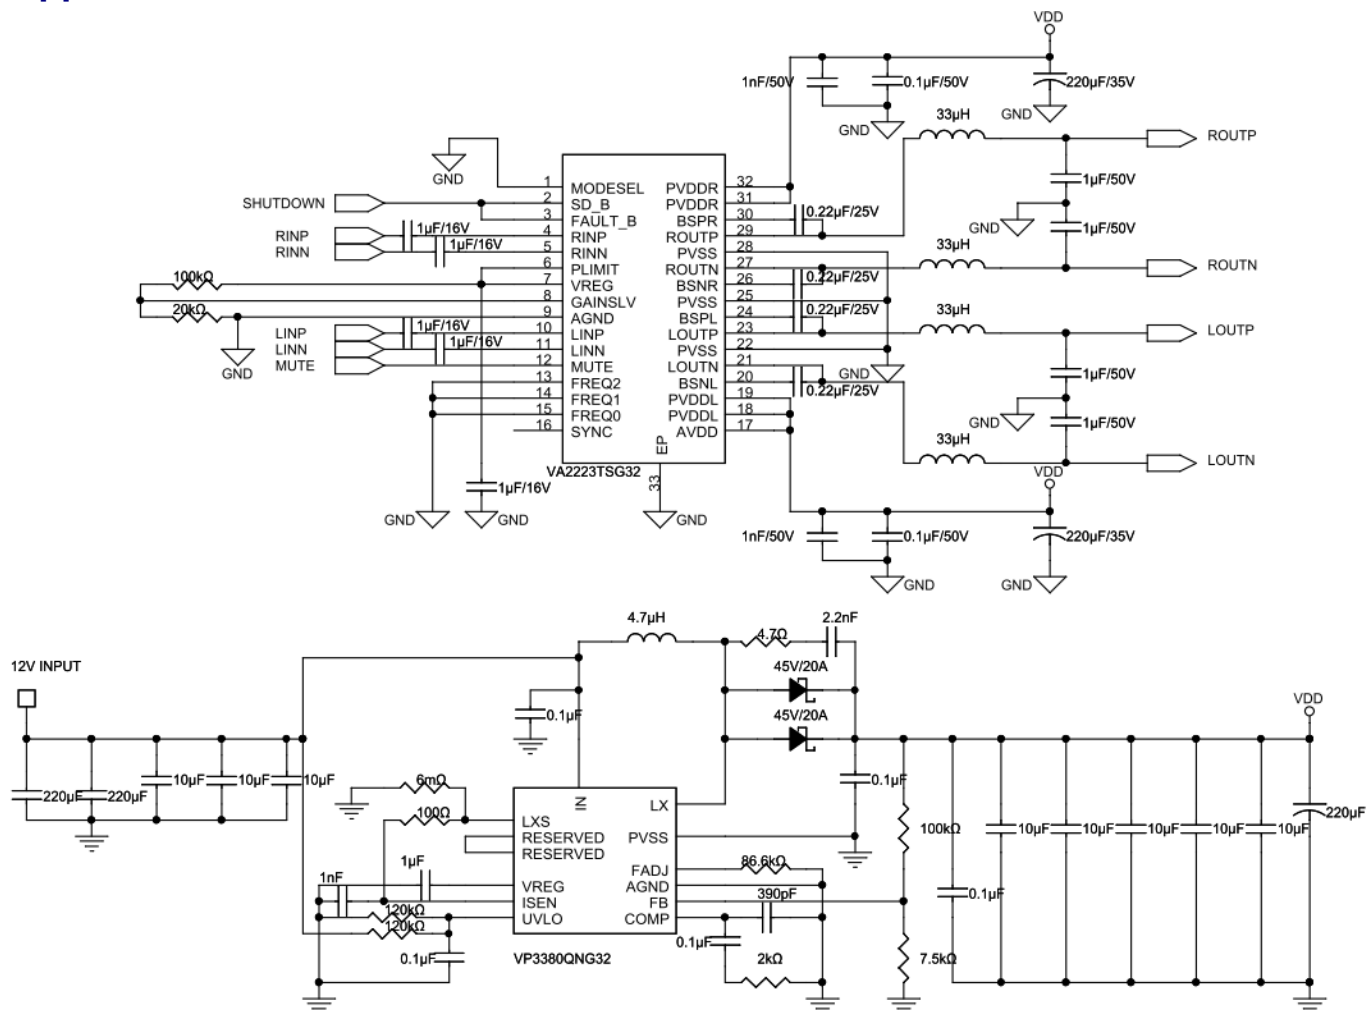 VDD
1nF/50V
0.1µF/50V
220µF/35V
GND
GND
33µH
ROUTP
GND
1 MODESEL PVDDR 32
SHUTDOWN 2 SD_B PVDDR 31
3 FAULT_B BSPR 30 0.22µF/25V
RINP 1µF/16V 4 RINP ROUTP 29
RINN 1µF/16V 5 RINN PVSS 28
6 PLIMIT ROUTN 27
100kΩ 7 VREG BSNR 26 0.22µF/25V
8 GAINSLV PVSS 25
20kΩ 9 AGND BSPL 24 0.22µF/25V
LINP 1µF/16V 10 LINP LOUTP 23
LINN 1µF/16V 11 LINN PVSS 22
MUTE 12 MUTE LOUTN 21
GND
13 FREQ2 BSNL 20 0.22µF/25V
14 FREQ1 PVDDL 19
15 FREQ0 PVDDL 18
16 SYNC AVDD 17
EP
33
VA2223TSG32
1µF/50V
GND
1µF/50V
33µH
ROUTN
33µH
LOUTP
GND
1µF/50V
GND
1µF/50V
33µH
LOUTN
VDD
1µF/16V
GND
GND
GND
1nF/50V
0.1µF/50V
220µF/35V
GND
GND
4.7µH
4.7Ω
2.2nF
12V INPUT
45V/20A
0.1µF
45V/20A
VDD
220µF
220µF
10µF
10µF
10µF
6mΩ
100Ω
IN
LX
LXS
RESERVED
RESERVED
PVSS
0.1µF
100kΩ
10µF
10µF
10µF
10µF
10µF
220µF
1µF
1nF
VREG
ISEN
UVLO
FADJ
AGND
FB
COMP
86.6kΩ
390pF
0.1µF
120kΩ
120kΩ
0.1µF
0.1µF
2kΩ
7.5kΩ
VP3380QNG32